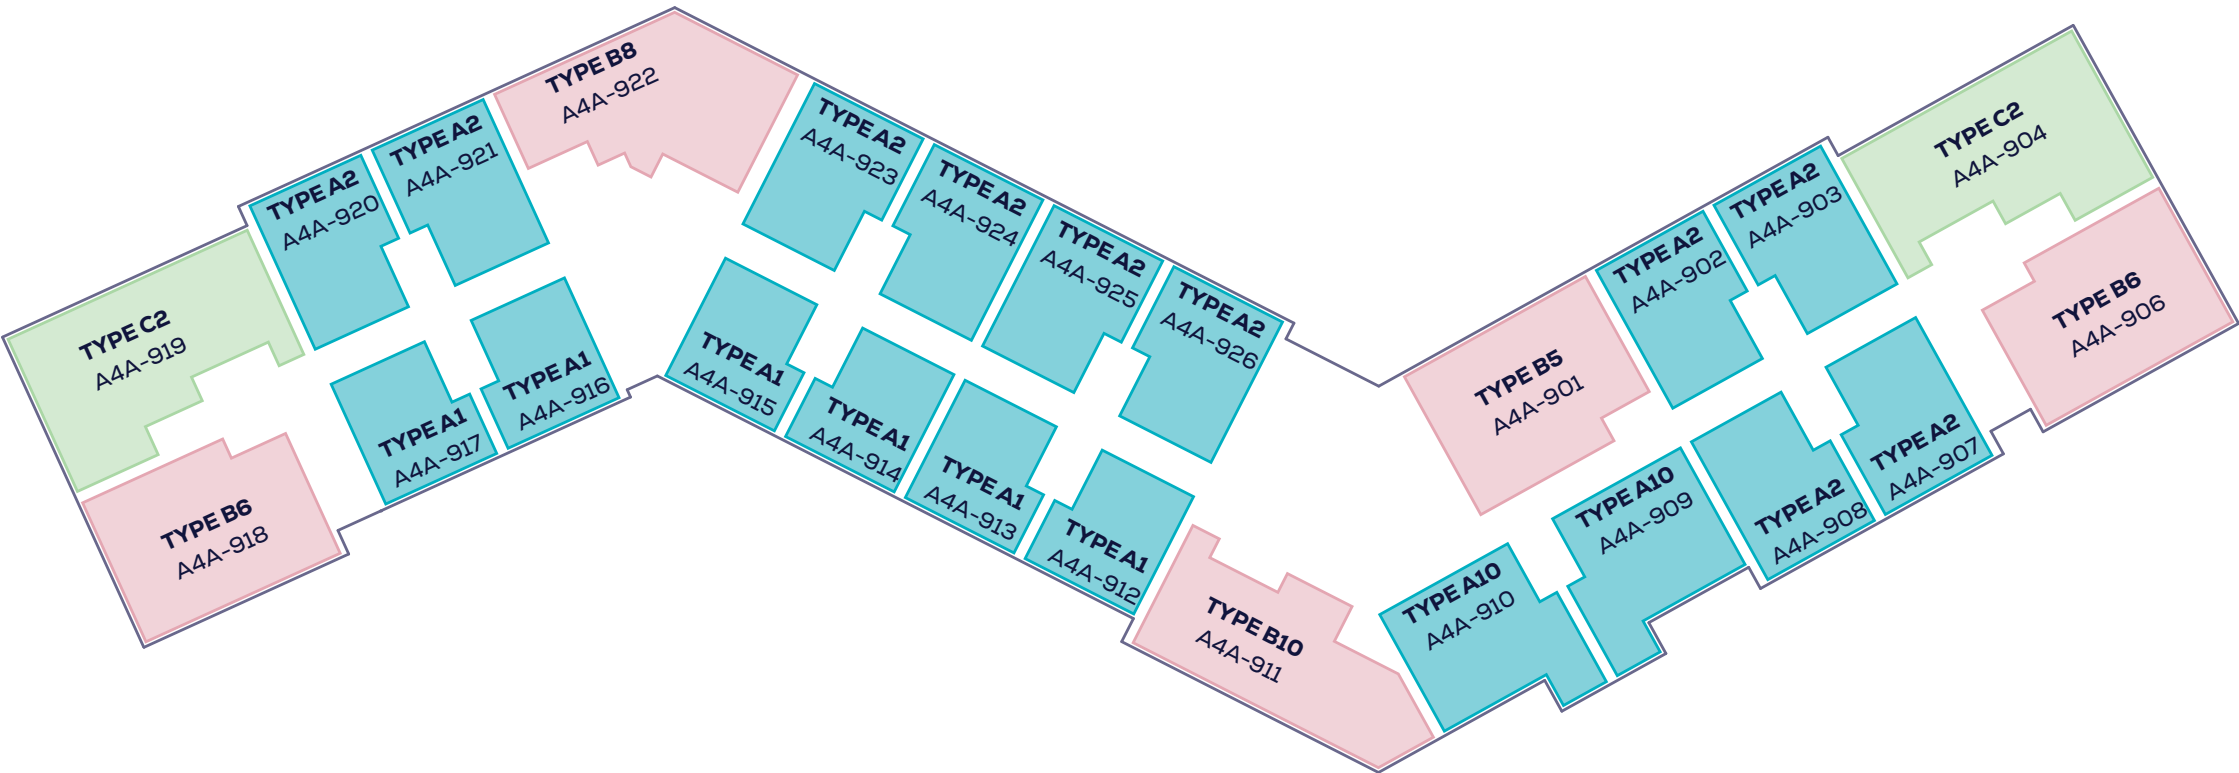 TYPE B8
A4A-922
TYPE A2
A4A-921
TYPE A2
A4A-920
TYPE C2
A4A-919
TYPE B6
A4A-918
TYPE A1
A4A-917
TYPE A1
A4A-916
TYPE A2
A4A-923
TYPE A2
A4A-924
TYPE A2
A4A-925
TYPE A2
A4A-926
TYPE A1
A4A-915
TYPE A1
A4A-914
TYPE A1
A4A-913
TYPE A1
A4A-912
TYPE B10
A4A-911
TYPE B5
A4A-901
TYPE A2
A4A-902
TYPE A2
A4A-903
TYPE C2
A4A-904
TYPE B6
A4A-906
TYPE A2
A4A-907
TYPE A2
A4A-908
TYPE A10
A4A-909
TYPE A10
A4A-910